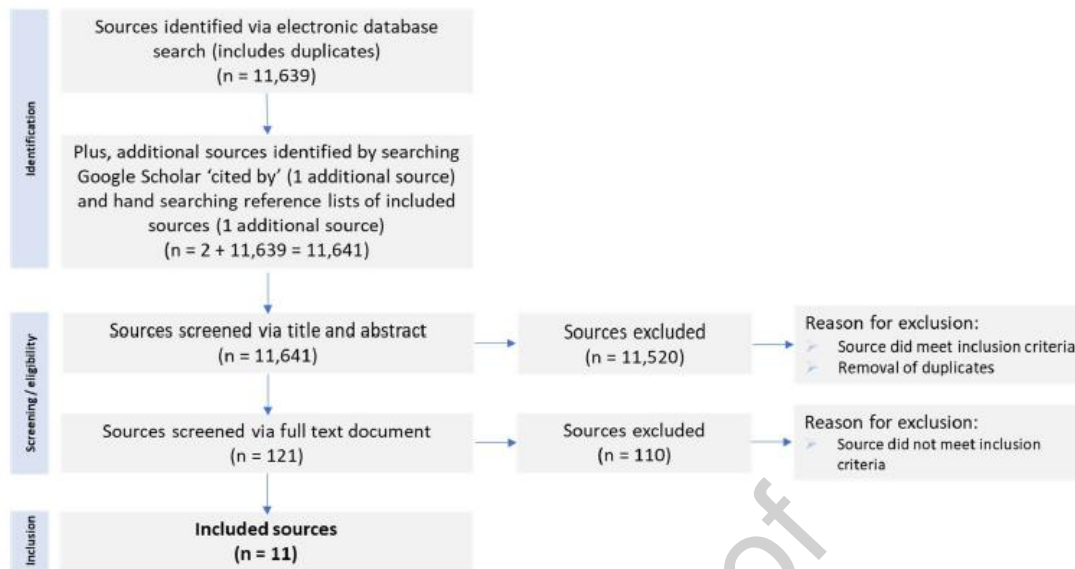 Identification
Sources identified via electronic database
search (includes duplicates)
(n = 11,639)
Plus, additional sources identified by searching
Google Scholar ‘cited by’ (1 additional source)
and hand searching reference lists of included
sources (1 additional source)
(n = 2 + 11,639 = 11,641)
Screening / eligibility
Sources screened via title and abstract
(n = 11,641)
Sources excluded
(n = 11,520)
Reason for exclusion:
Source did meet inclusion criteria
Removal of duplicates
Sources screened via full text document
(n = 121)
Sources excluded
(n = 110)
Reason for exclusion:
Source did not meet inclusion
criteria
Inclusion
Included sources
(n = 11)
of